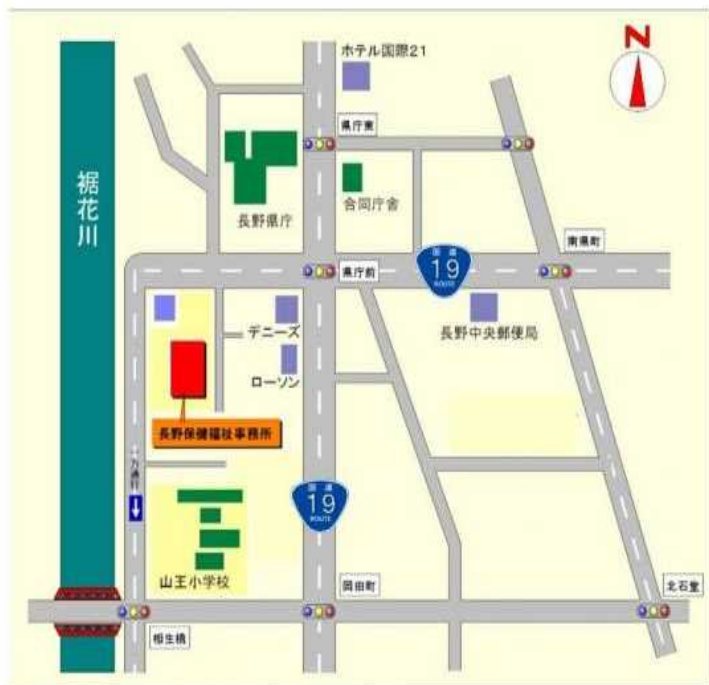 N
ホテル国際21
県庁東
裾花川
長野県庁
合同庁舎
南県町
国道
19
ROUTE
県庁前
デニーズ
長野中央郵便局
ローソン
長野保健福祉事務所
一方通行
国道
19
ROUTE
山王小学校
岡田町
北石堂
相生橋